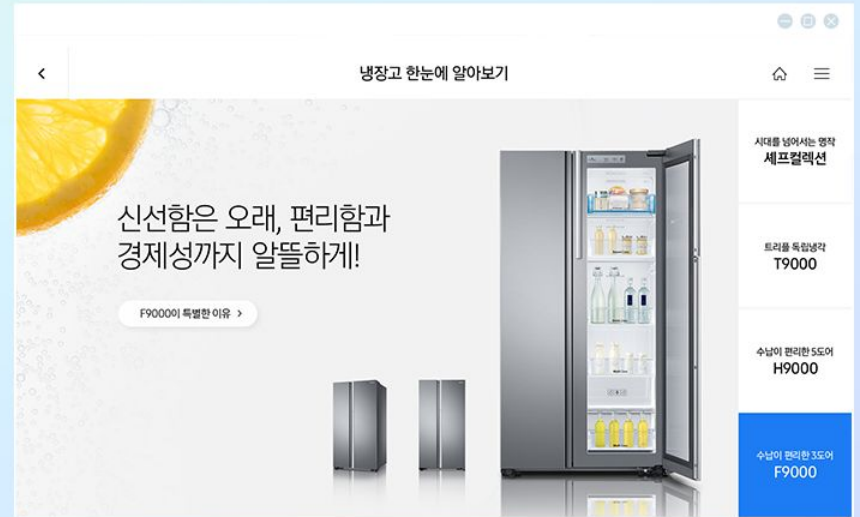 냉장고 한눈에 알아보기
신선함은 오래, 편리함과
경제성까지 알뜰하게!
F9000이 특별한 이유 >
시대를 넘어서는 명작
셰프컬렉션
트리플 독립냉각
T9000
수납이 편리한 5도어
H9000
수납이 편리한 3도어
F9000